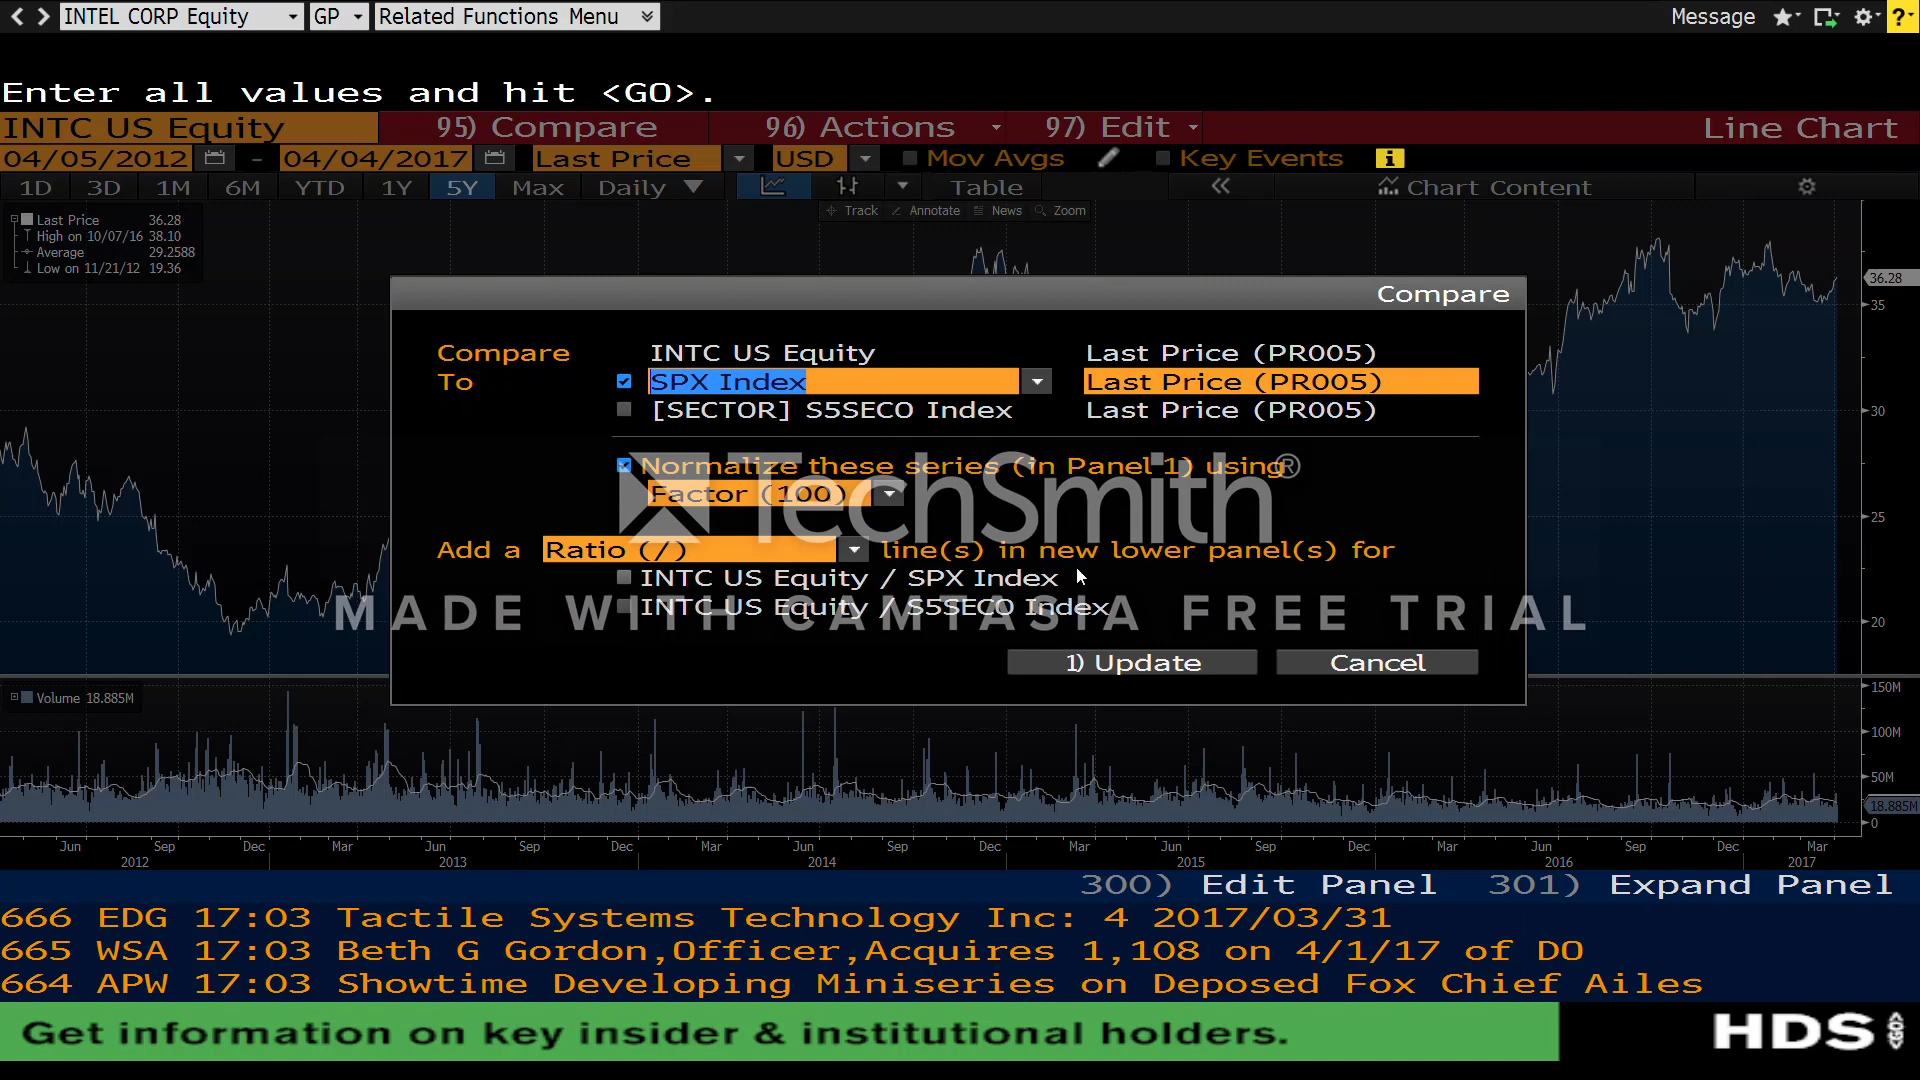 INTEL CORP Equity GP Related Functions Menu Message ?
Enter all values and hit <GO>.
INTC US Equity 95) Compare 96) Actions 97) Edit Line Chart
04/05/2012 - 04/04/2017 Last Price USD Mov Avgs Key Events i
1D 3D 1M 6M YTD 1Y 5Y Max Daily Table Chart Content
Track Annotate News Zoom
Last Price 36.28
High on 10/07/16 38.10
Average 29.2588
Low on 11/21/12 19.36
36.28
35
30
25
20
Compare
Compare INTC US Equity Last Price (PR005)
To SPX Index Last Price (PR005)
[SECTOR] S5SECO Index Last Price (PR005)
Normalize these series (in Panel 1) using
Factor (100)
TechSmith®
Add a Ratio (/) line(s) in new lower panel(s) for
INTC US Equity / SPX Index
INTC US Equity / S5SECO Index
MADE WITH CAMTASIA FREE TRIAL
1) Update Cancel
Volume 18.885M
150M
100M
50M
18.885M
0
Jun Sep Dec Mar Jun Sep Dec Mar Jun Sep Dec Mar Jun Sep Dec Mar Jun Sep Dec Mar
2012 2013 2014 2015 2016 2017
300) Edit Panel 301) Expand Panel
666 EDG 17:03 Tactile Systems Technology Inc: 4 2017/03/31
665 WSA 17:03 Beth G Gordon,Officer,Acquires 1,108 on 4/1/17 of DO
664 APW 17:03 Showtime Developing Miniseries on Deposed Fox Chief Ailes
Get information on key insider & institutional holders. HDS <GO>